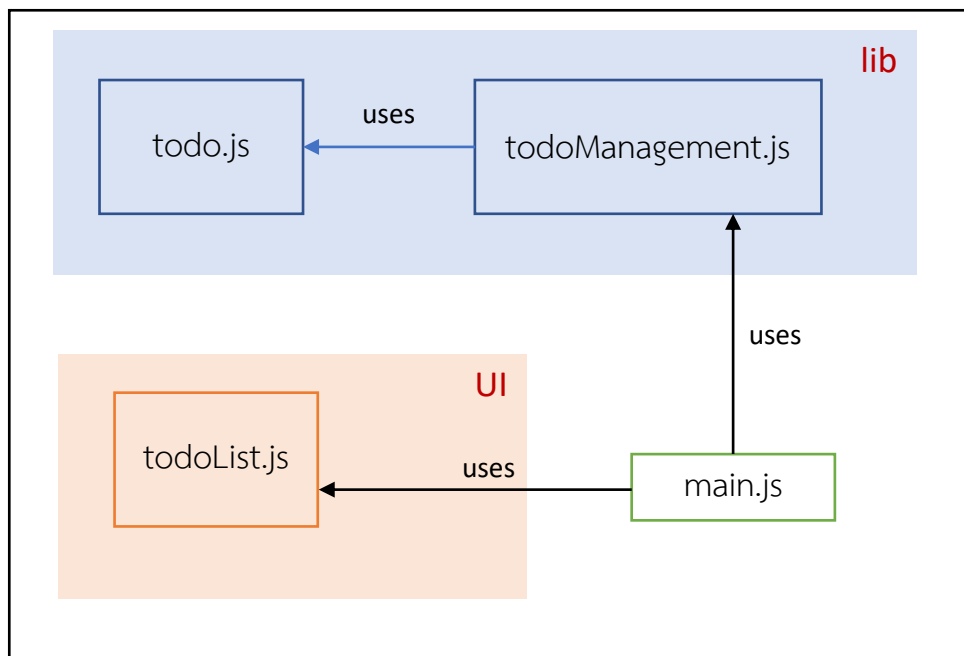 lib
uses
todo.js
todoManagement.js
uses
UI
todoList.js
uses
main.js